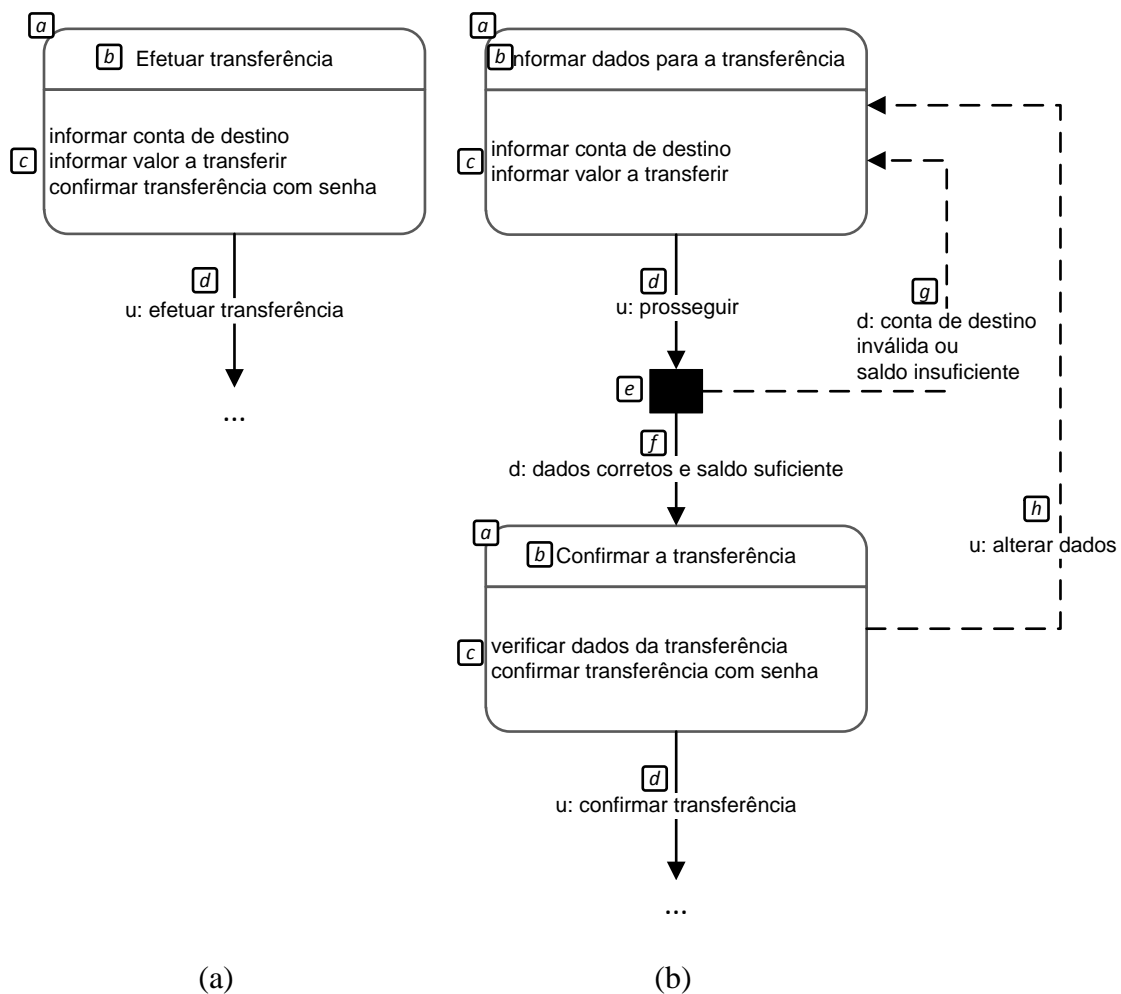 a
b Efetuar transferência
informar conta de destino
c informar valor a transferir
confirmar transferência com senha
d
u: efetuar transferência
...
(a)
a
b nformar dados para a transferência
informar conta de destino
c
informar valor a transferir
d
u: prosseguir
e
g
d: conta de destino
inválida ou
saldo insuficiente
f
d: dados corretos e saldo suficiente
h
u: alterar dados
a
b Confirmar a transferência
verificar dados da transferência
c
confirmar transferência com senha
d
u: confirmar transferência
...
(b)